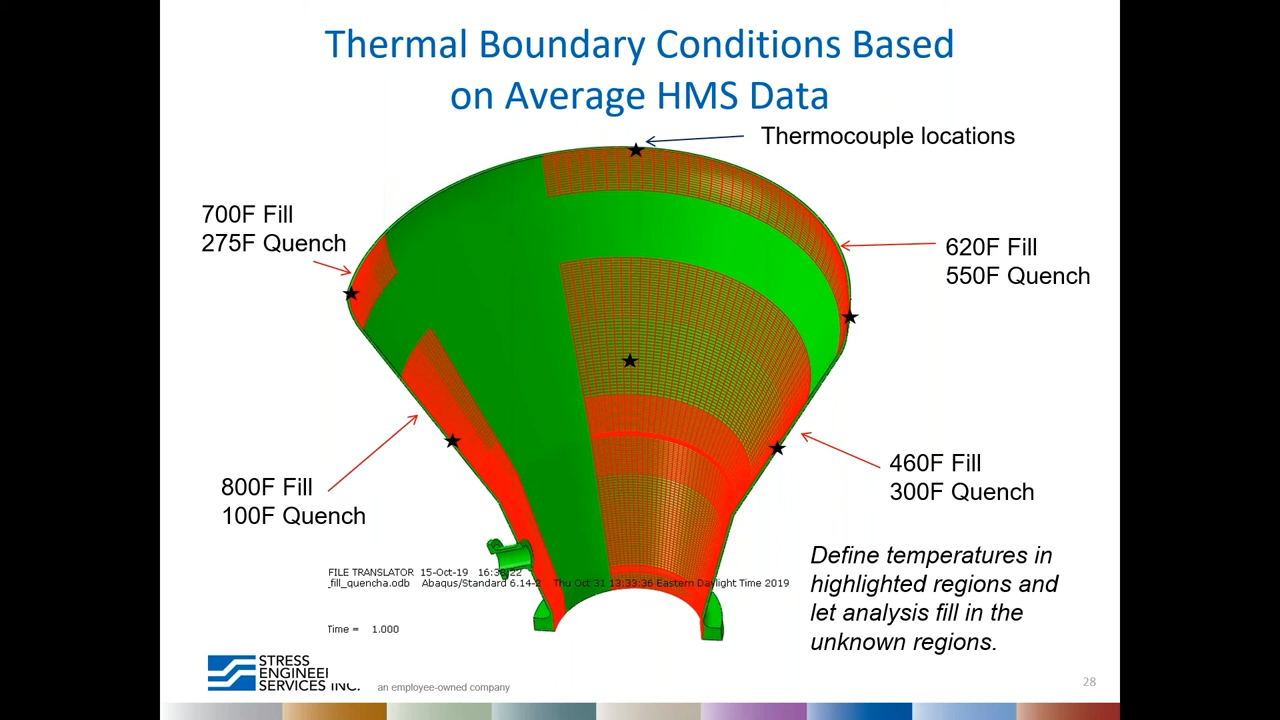 Thermal Boundary Conditions Based
on Average HMS Data
Thermocouple locations
700F Fill
275F Quench
620F Fill
550F Quench
460F Fill
300F Quench
800F Fill
100F Quench
Define temperatures in
highlighted regions and
let analysis fill in the
unknown regions.
FILE TRANSLATOR 15-Oct-19
_fill_quencha.odb Abaqus/Standard 6.14-2 Thu Oct 31 13:33:36 Eastern Daylight Time 2019
Time = 1.000
STRESS
ENGINEEI
SERVICES INC.
an employee-owned company
28